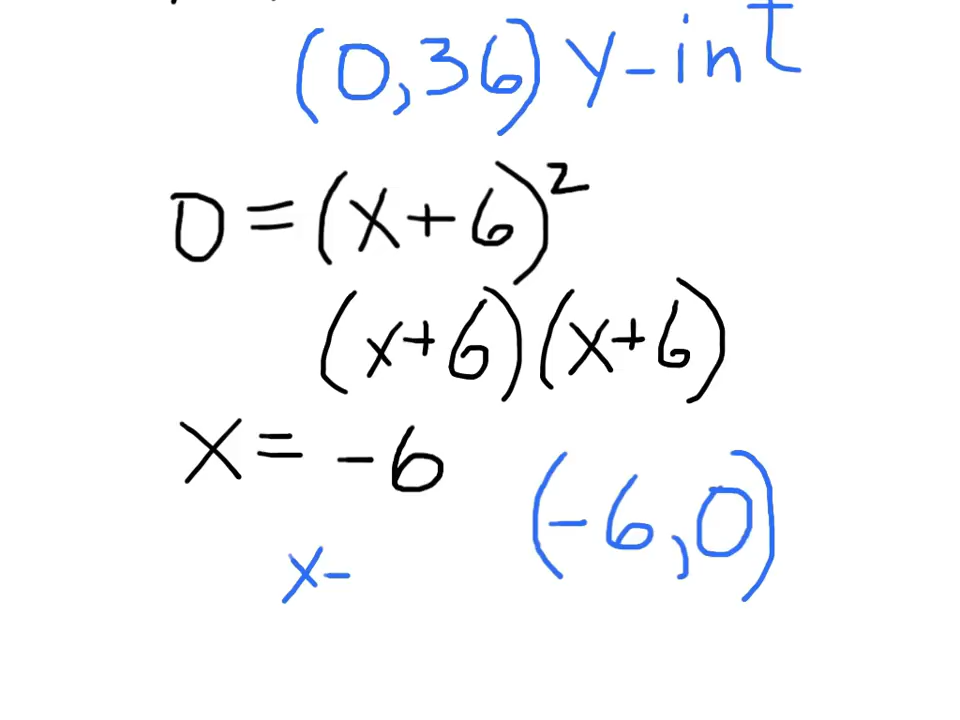 (0,36) y-int
0=(x+6)²
(x+6)(x+6)
x=-6
(-6,0)
x-